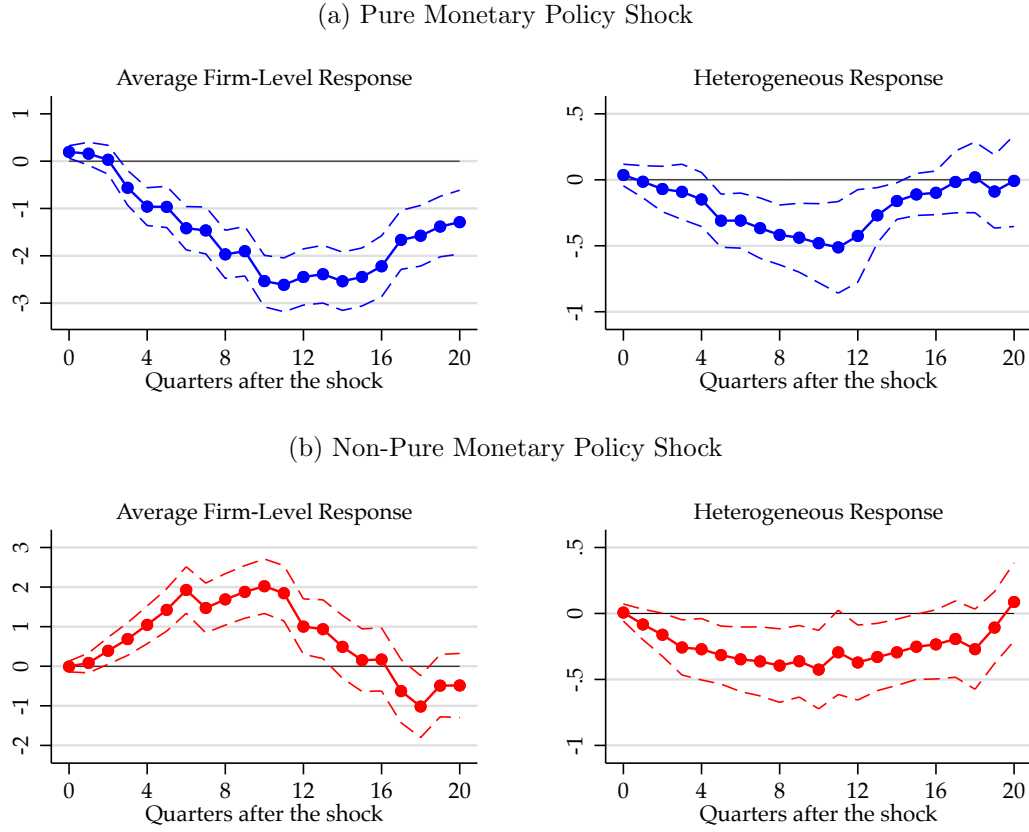 (a) Pure Monetary Policy Shock
Average Firm-Level Response
1
0
-1
-2
-3
0 4 8 12 16 20
Quarters after the shock
Heterogeneous Response
.5
0
-.5
-1
0 4 8 12 16 20
Quarters after the shock
(b) Non-Pure Monetary Policy Shock
Average Firm-Level Response
3
2
1
0
-1
-2
0 4 8 12 16 20
Quarters after the shock
Heterogeneous Response
.5
0
-.5
-1
0 4 8 12 16 20
Quarters after the shock